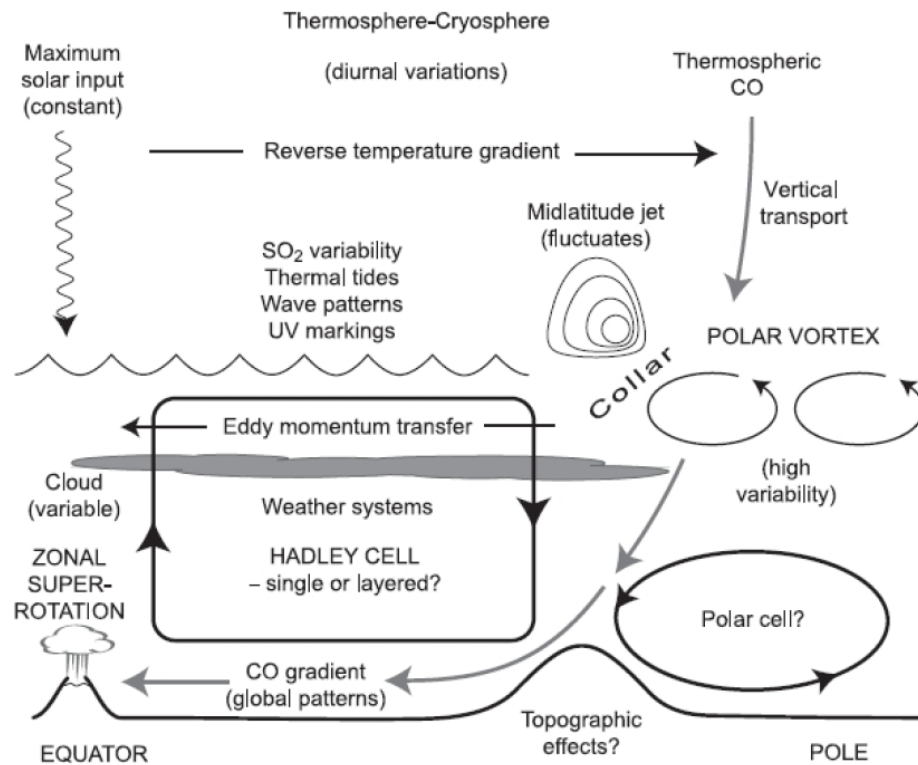 Thermosphere-Cryosphere
(diurnal variations)
Maximum
solar input
(constant)
Thermospheric
CO
Reverse temperature gradient
Vertical
transport
Midlatitude jet
(fluctuates)
SO₂ variability
Thermal tides
Wave patterns
UV markings
POLAR VORTEX
Collar
Eddy momentum transfer
Cloud
(variable)
(high
variability)
Weather systems
HADLEY CELL
– single or layered?
ZONAL
SUPER-
ROTATION
Polar cell?
CO gradient
(global patterns)
Topographic
effects?
EQUATOR
POLE